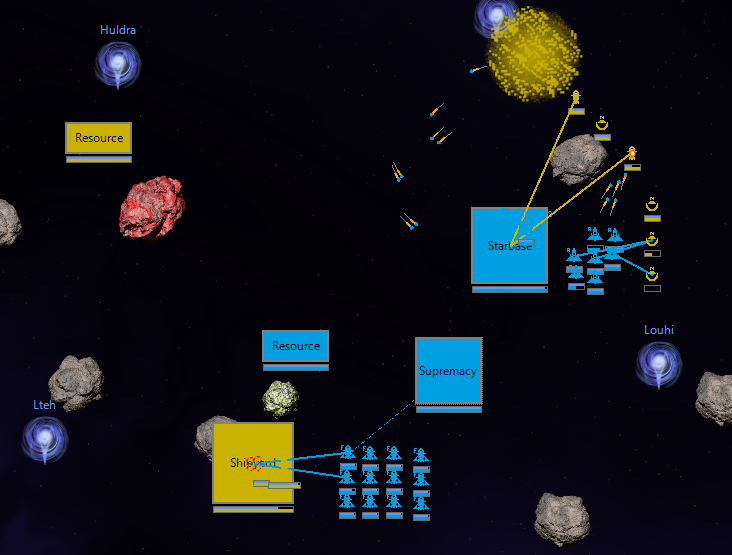 Huldra
Resource
Starbase
Resource
Louhi
Supremacy
Lteh
Shipyard